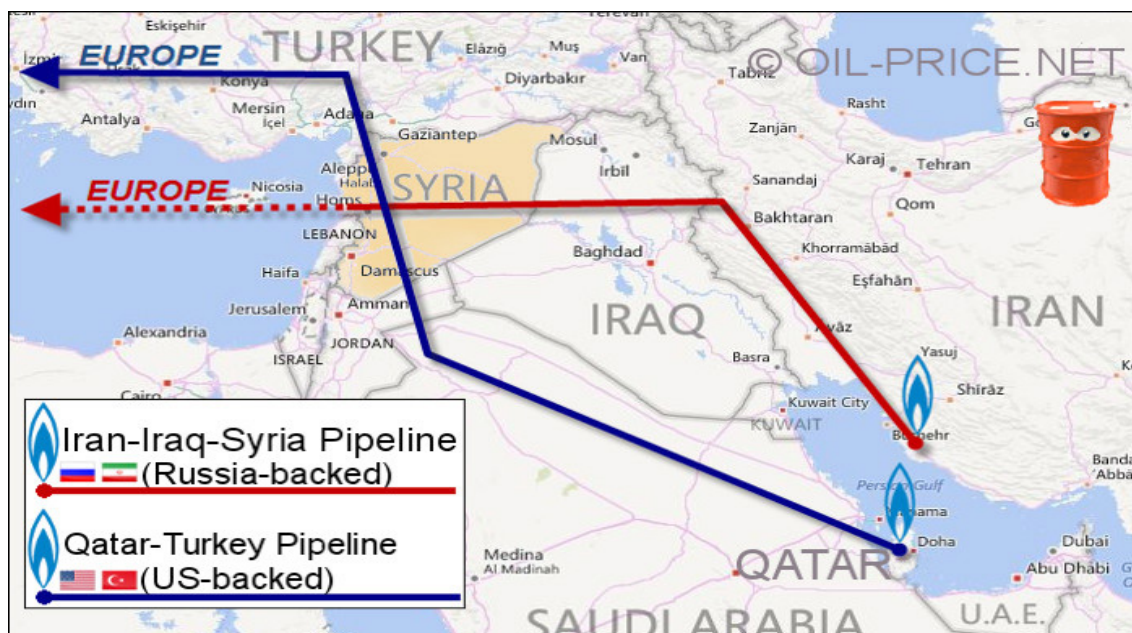 Eskişehir
Yerevan
TURKEY
© OIL-PRICE.NET
EUROPE
İzmir
Elâzığ
Muş
Van
Konya
Diyarbakır
Tabriz
Rasht
Antalya
Mersin
İçel
Adana
Gaziantep
Mosul
Zanjān
Karaj
Tehran
Aleppo
Halab
SYRIA
Irbīl
Sanandaj
Qom
EUROPE
Nicosia
Homs
Bakhtaran
LEBANON
Khorramābād
Baghdad
Eşfahān
Haifa
Damascus
Jerusalem
Amman
IRAQ
IRAN
Alexandria
ISRAEL
JORDAN
Basra
Yasuj
Cairo
Kuwait City
Shīrāz
KUWAIT
Iran-Iraq-Syria Pipeline
(Russia-backed)
Persian Gulf
Qatar-Turkey Pipeline
Doha
Dubai
(US-backed)
Medina
Al Madinah
QATAR
Abu Dhabi
SAUDI ARABIA
U.A.E.